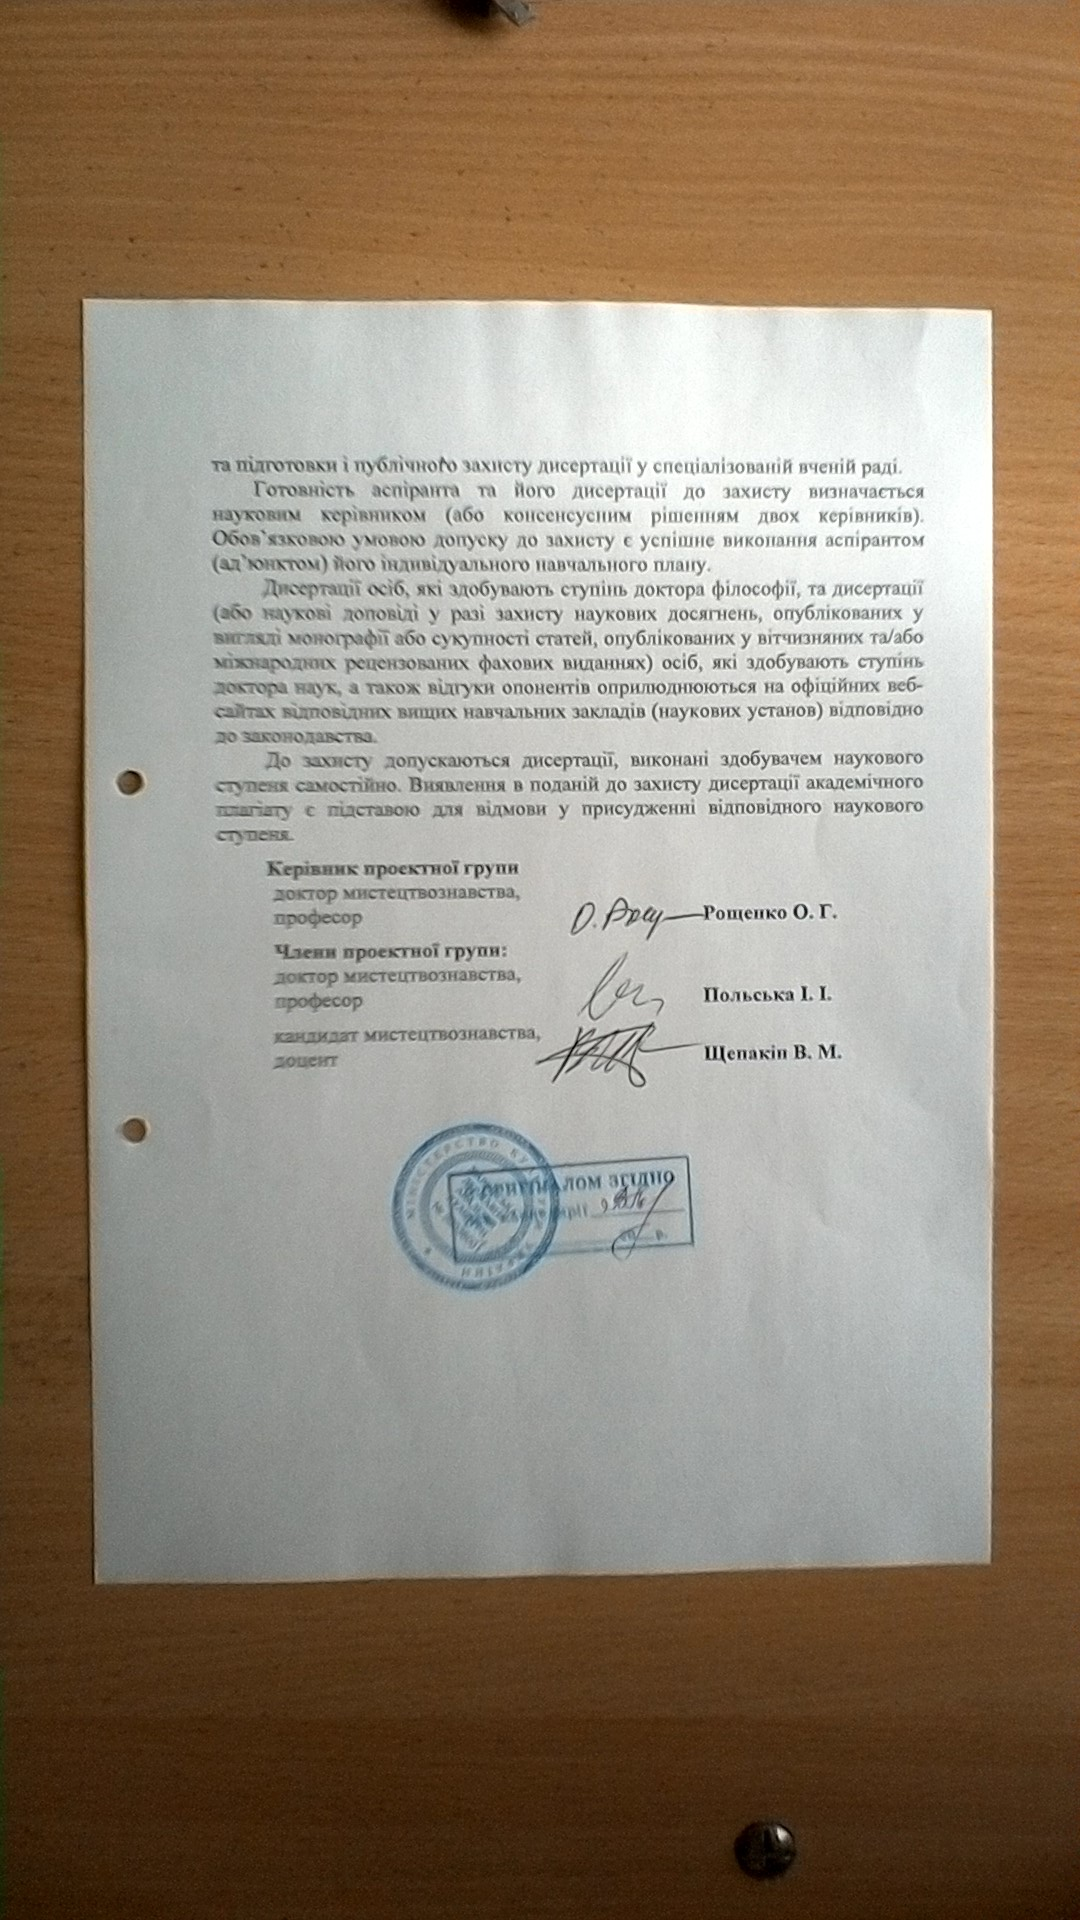 та підготовки і публічного захисту дисертації у спеціалізованій вченій раді.
Готовність аспіранта та його дисертації до захисту визначається
науковим керівником (або консенсусним рішенням двох керівників).
Обов`язковою умовою допуску до захисту є успішне виконання аспірантом
(ад’юнктом) його індивідуального навчального плану.
Дисертації осіб, які здобувають ступінь доктора філософії, та дисертації
(або наукові доповіді у разі захисту наукових досягнень, опублікованих у
вигляді монографії або сукупності статей, опублікованих у вітчизняних та/або
міжнародних рецензованих фахових виданнях) осіб, які здобувають ступінь
доктора наук, а також відгуки опонентів оприлюднюються на офіційних веб-
сайтах відповідних вищих навчальних закладів (наукових установ) відповідно
до законодавства.
До захисту допускаються дисертації, виконані здобувачем наукового
ступеня самостійно. Виявлення в поданій до захисту дисертації академічного
плагіату є підставою для відмови у присудженні відповідного наукового
ступеня.
Керівник проектної групи
доктор мистецтвознавства,
професор Рощенко О. Г.
Члени проектної групи:
доктор мистецтвознавства,
професор Польська І. І.
кандидат мистецтвознавства,
доцент Щепакін В. М.
МІНІСТЕРСТВО УКРАЇНИ
ЗГІДНО
р.